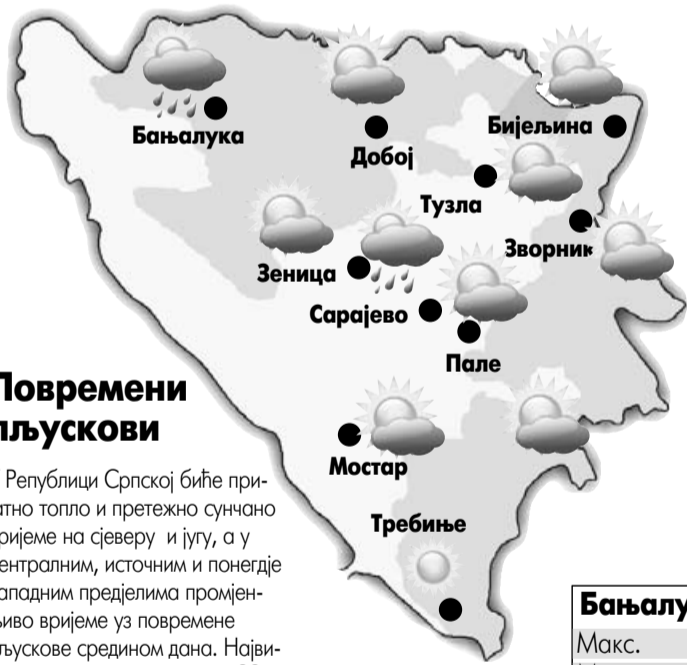 Бањалука
Добој
Бијељина
Тузла
Зворник
Зеница
Сарајево
Пале
Мостар
Требиње
Повремени
пљускови
Републици Српској биће при-
атно топло и претежно сунчано
ријеме на сјеверу и југу, а у
ентралним, источним и понегдје
ападним предјелима промјен-
иво вријеме уз повремене
љускове средином дана. Најви-
Бањалу
Макс.